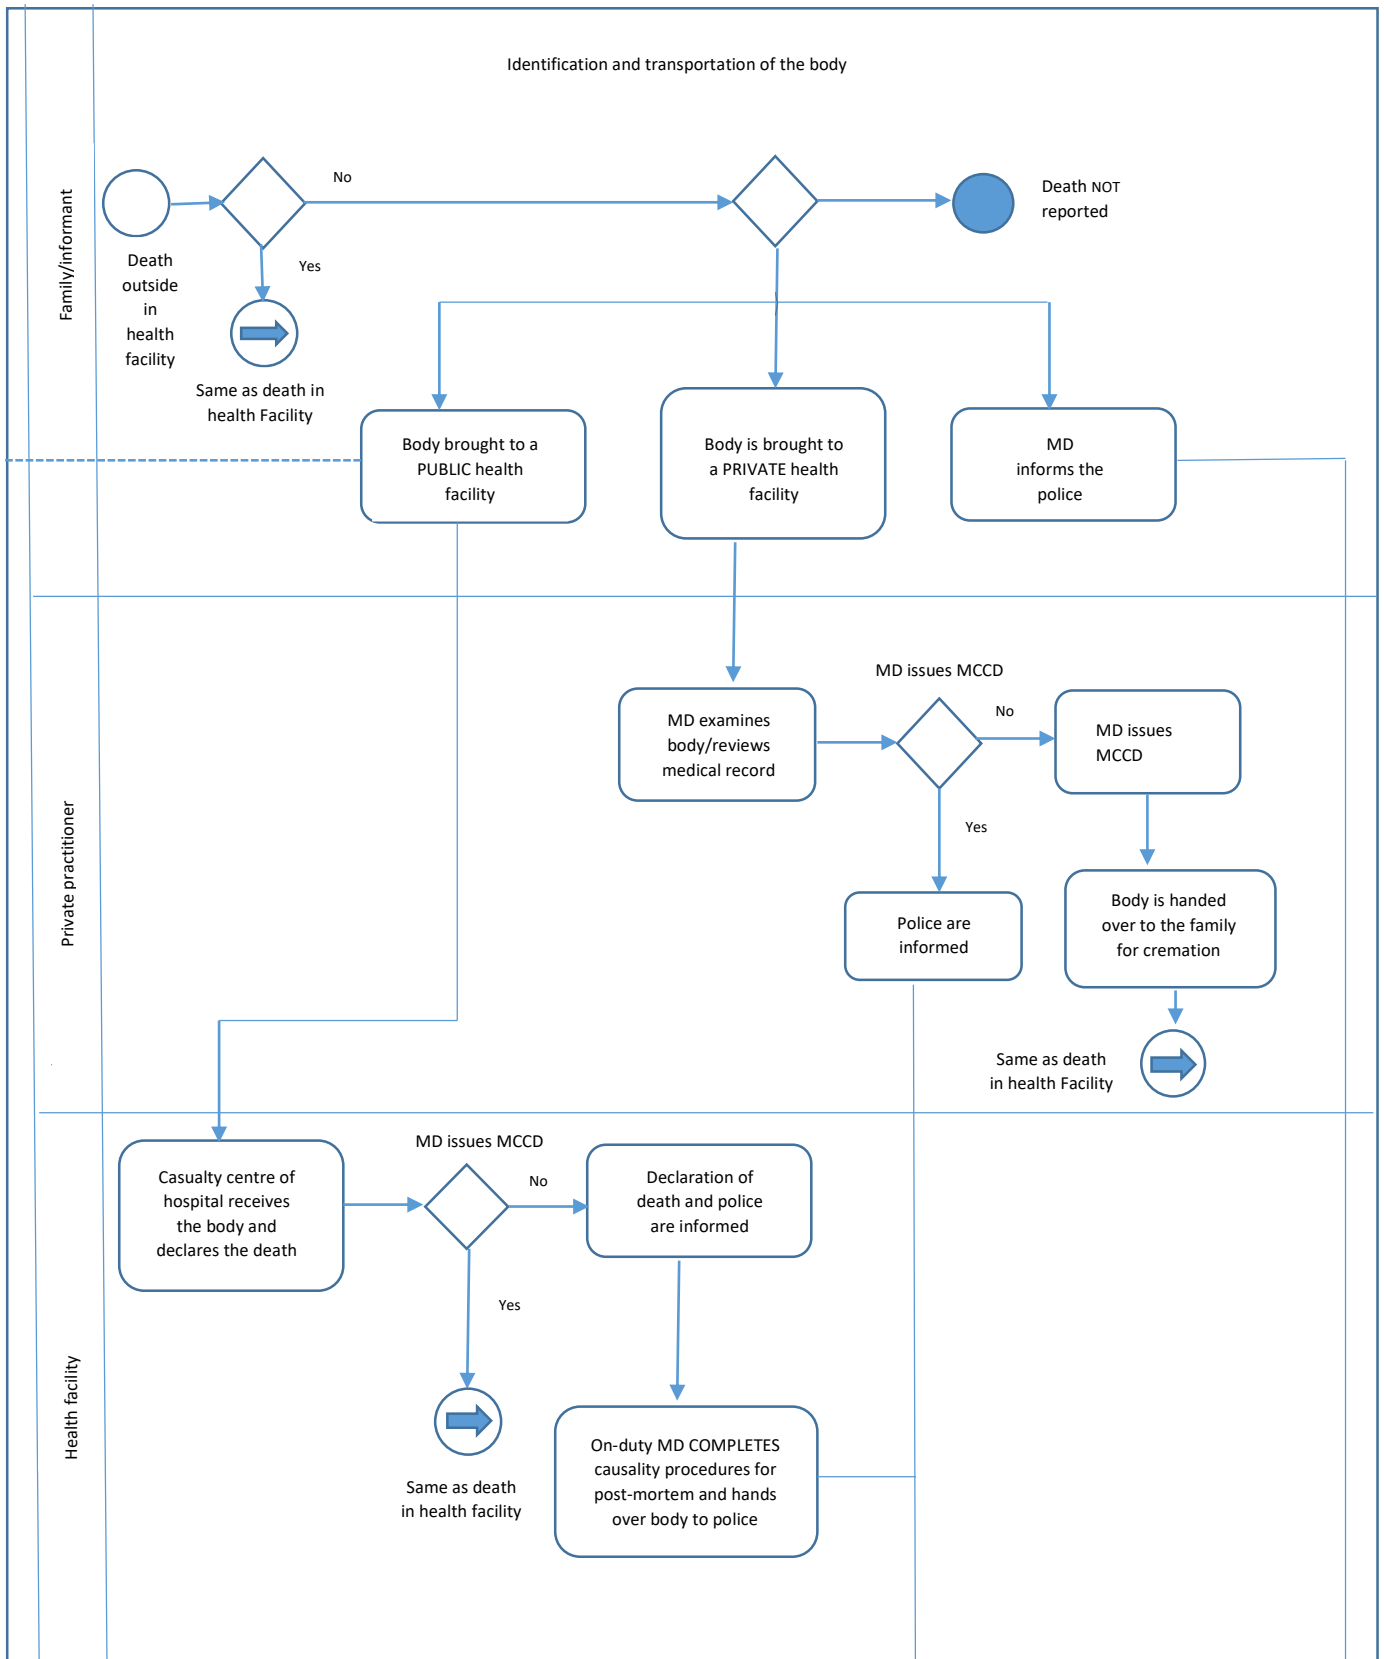 Identification and transportation of the body
Family/informant
No
Death NOT
reported
Death
outside
in
health
facility
Yes
Same as death in
health Facility
Body brought to a
PUBLIC health
facility
Body is brought to
a PRIVATE health
facility
MD
informs the
police
Private practitioner
MD issues MCCD
MD examines
body/reviews
medical record
No
MD issues
MCCD
Yes
Police are
informed
Body is handed
over to the family
for cremation
Same as death
in health Facility
Health facility
Casualty centre of
hospital receives
the body and
declares the death
MD issues MCCD
No
Declaration of
death and police
are informed
Yes
Same as death
in health facility
On-duty MD COMPLETES
causality procedures for
post-mortem and hands
over body to police